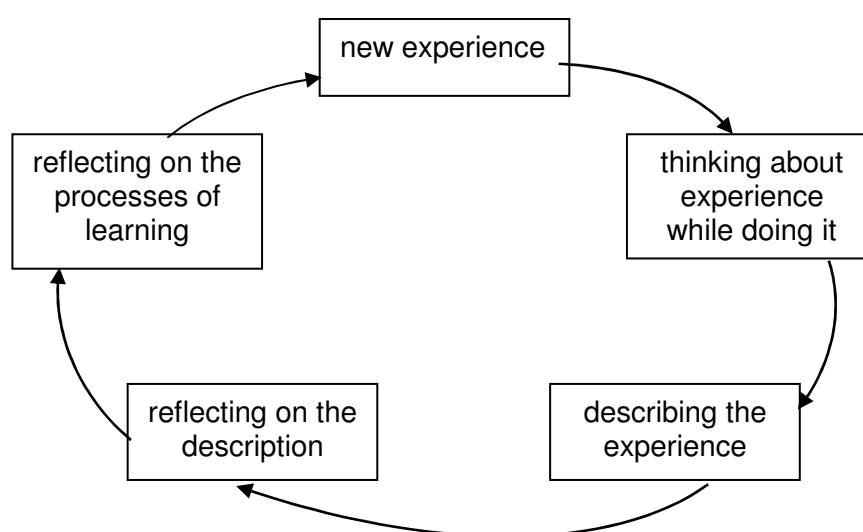 new experience
thinking about
experience
while doing it
describing the
experience
reflecting on the
description
reflecting on the
processes of
learning